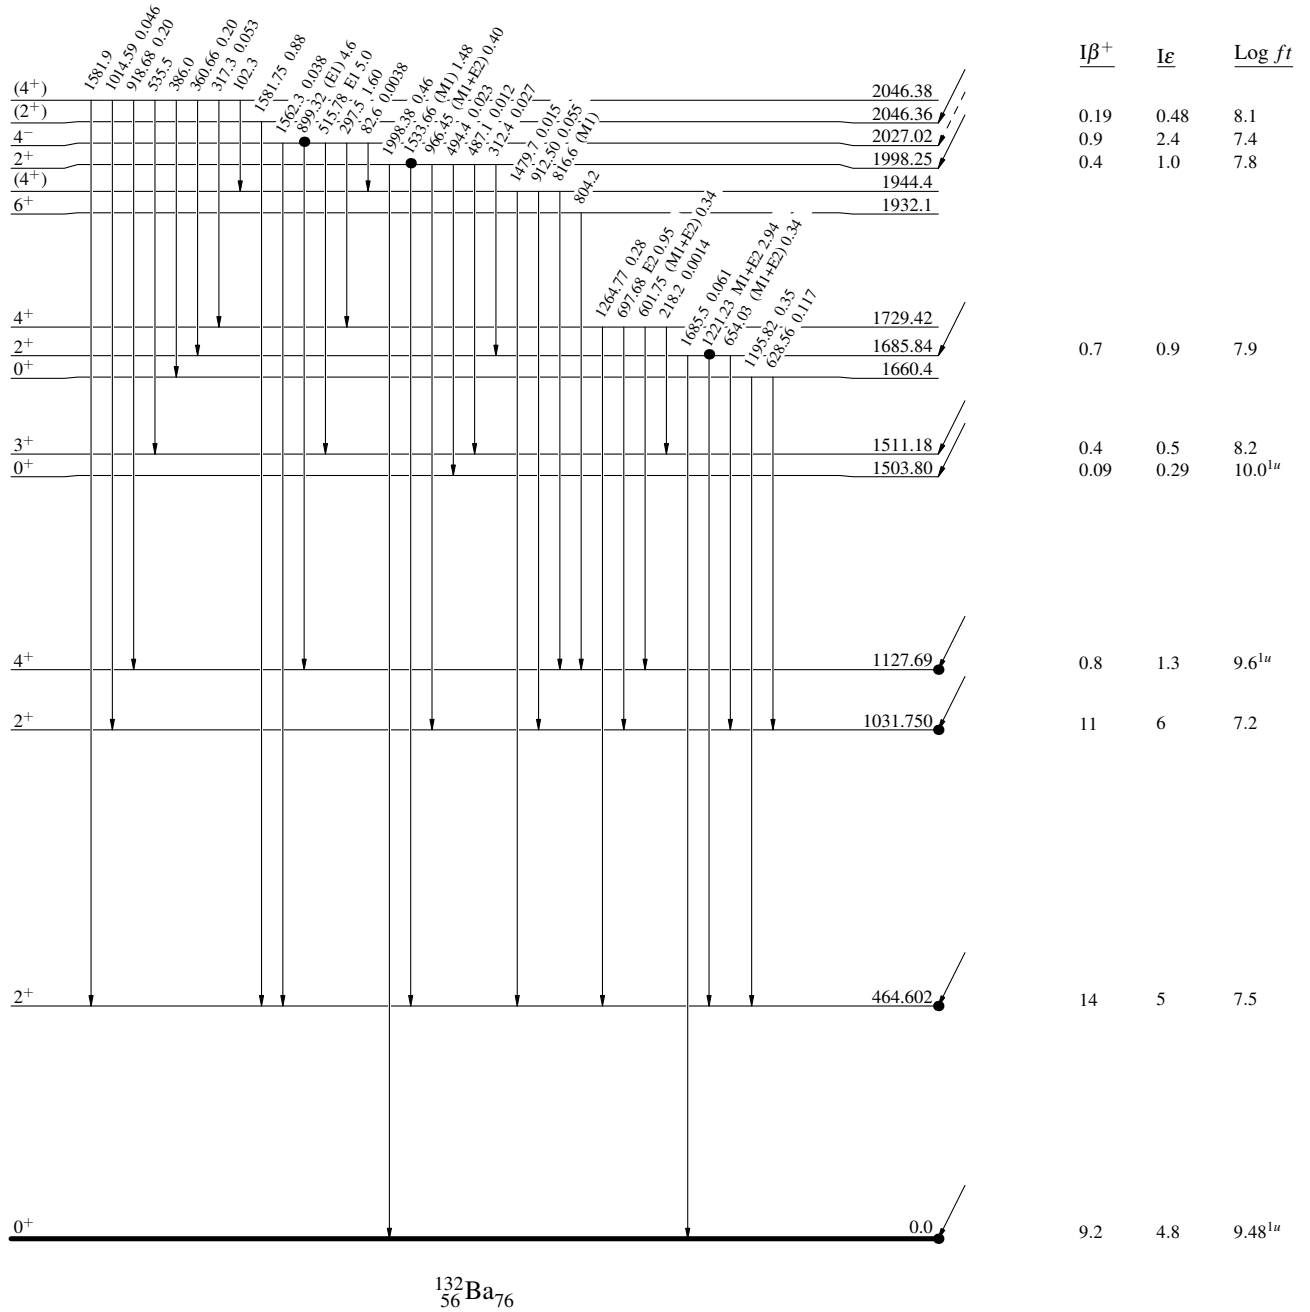 Iβ⁺ Iε Log ft
1581.9
1014.59 0.046
918.68 0.20
535.5
386.0
360.66 0.20
317.3 0.053
102.3
1581.75 0.88
1562.3 0.038
899.32 (E1) 4.6
515.78 E1 5.0
297.5 1.60
82.6 0.0038
1998.38 0.46
1533.66 (M1) 1.48
966.45 (M1+E2) 0.40
494.4 0.023
487.1 0.012
312.4 0.027
1479.7 0.015
912.50 0.055
816.6 (M1)
804.2
1264.77 0.28
697.68 E2 0.95
601.75 (M1+E2) 0.34
218.2 0.0014
1685.5 0.061
1221.23 M1+E2 2.94
654.03 (M1+E2) 0.34
1195.82 0.35
628.56 0.117
(4⁺) 2046.38
(2⁺) 2046.36 0.19 0.48 8.1
4⁻ 2027.02 0.9 2.4 7.4
2⁺ 1998.25 0.4 1.0 7.8
(4⁺) 1944.4
6⁺ 1932.1
4⁺ 1729.42
2⁺ 1685.84 0.7 0.9 7.9
0⁺ 1660.4
3⁺ 1511.18 0.4 0.5 8.2
0⁺ 1503.80 0.09 0.29 10.0¹ᵘ
4⁺ 1127.69 0.8 1.3 9.6¹ᵘ
2⁺ 1031.750 11 6 7.2
2⁺ 464.602 14 5 7.5
0⁺ 0.0 9.2 4.8 9.48¹ᵘ
¹³²₅₆Ba₇₆